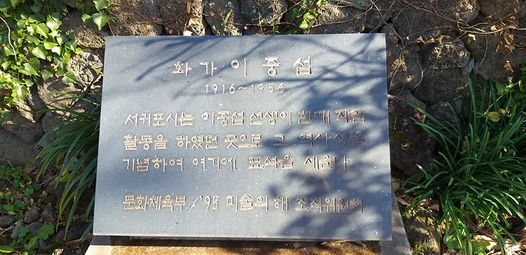 화가 이중섭
1916~1956
서귀포시는 이중섭 선생이 한때 작품
활동을 하였던 곳으로 그 역사성을
기념하여 여기에 표석을 세운다.
문화체육부/'95 미술의 해 조직위원회